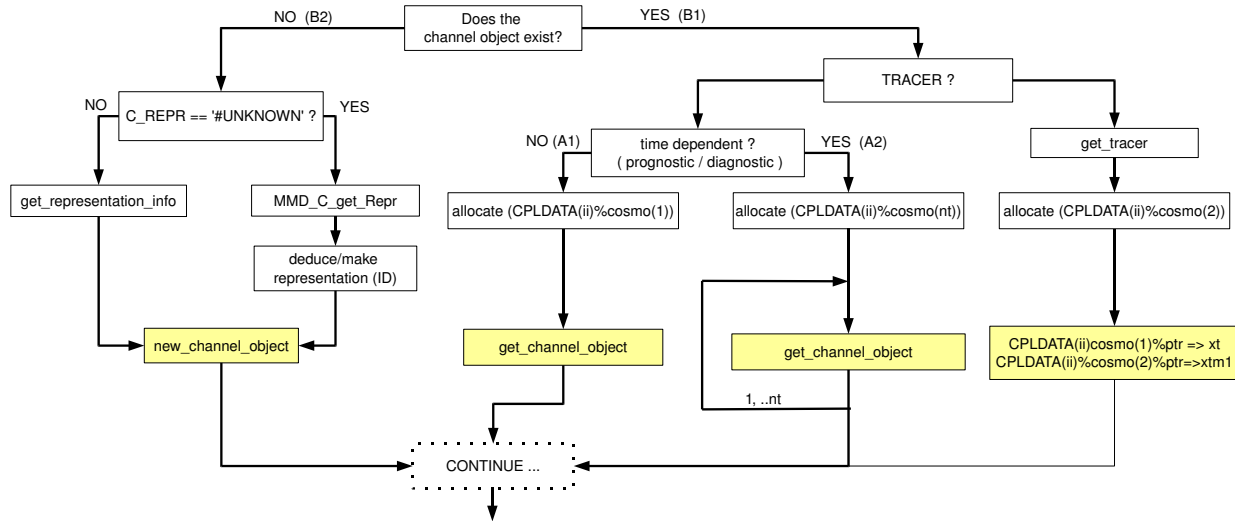 Does the
channel object exist?
NO  (B2)
YES  (B1)
TRACER ?
C_REPR == '#UNKNOWN' ?
NO
YES
time dependent ?
( prognostic / diagnostic )
NO (A1)
YES  (A2)
get_tracer
get_representation_info
MMD_C_get_Repr
allocate (CPLDATA(ii)%cosmo(1))
allocate (CPLDATA(ii)%cosmo(nt))
allocate (CPLDATA(ii)%cosmo(2))
deduce/make
representation (ID)
new_channel_object
get_channel_object
get_channel_object
CPLDATA(ii)cosmo(1)%ptr => xt
CPLDATA(ii)%cosmo(2)%ptr=>xtm1
1, ..nt
CONTINUE ...